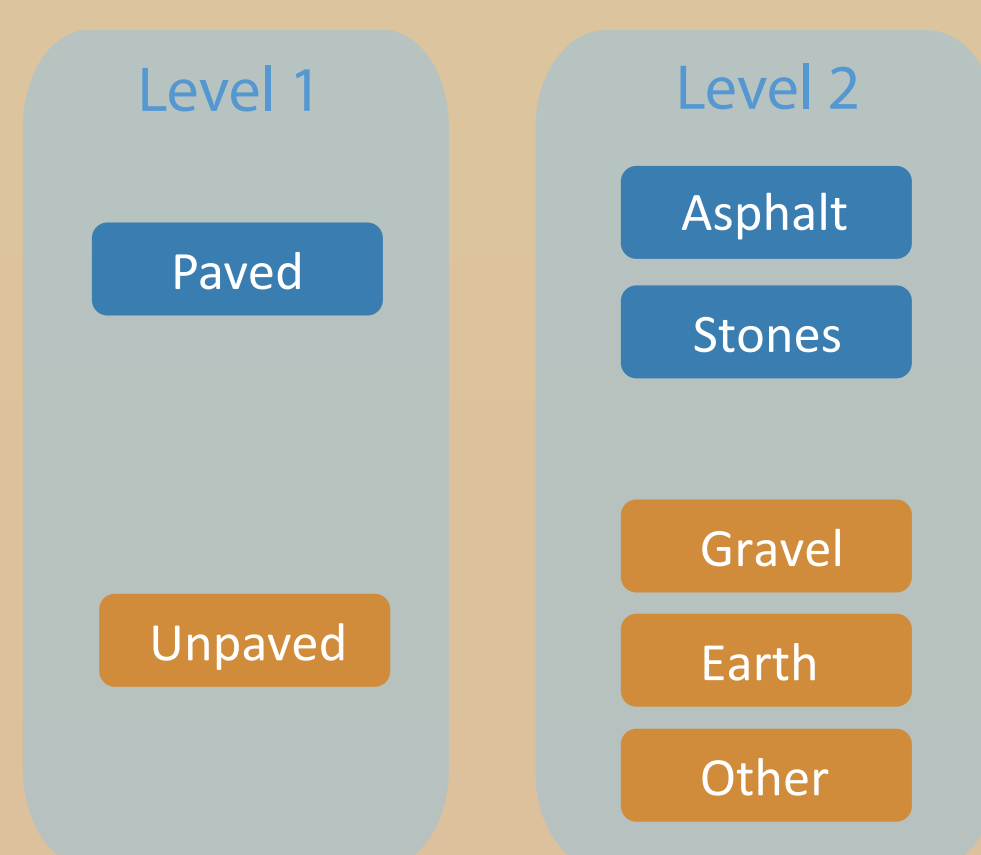 Level 1
Paved
Unpaved
Level 2
Asphalt
Stones
Gravel
Earth
Other